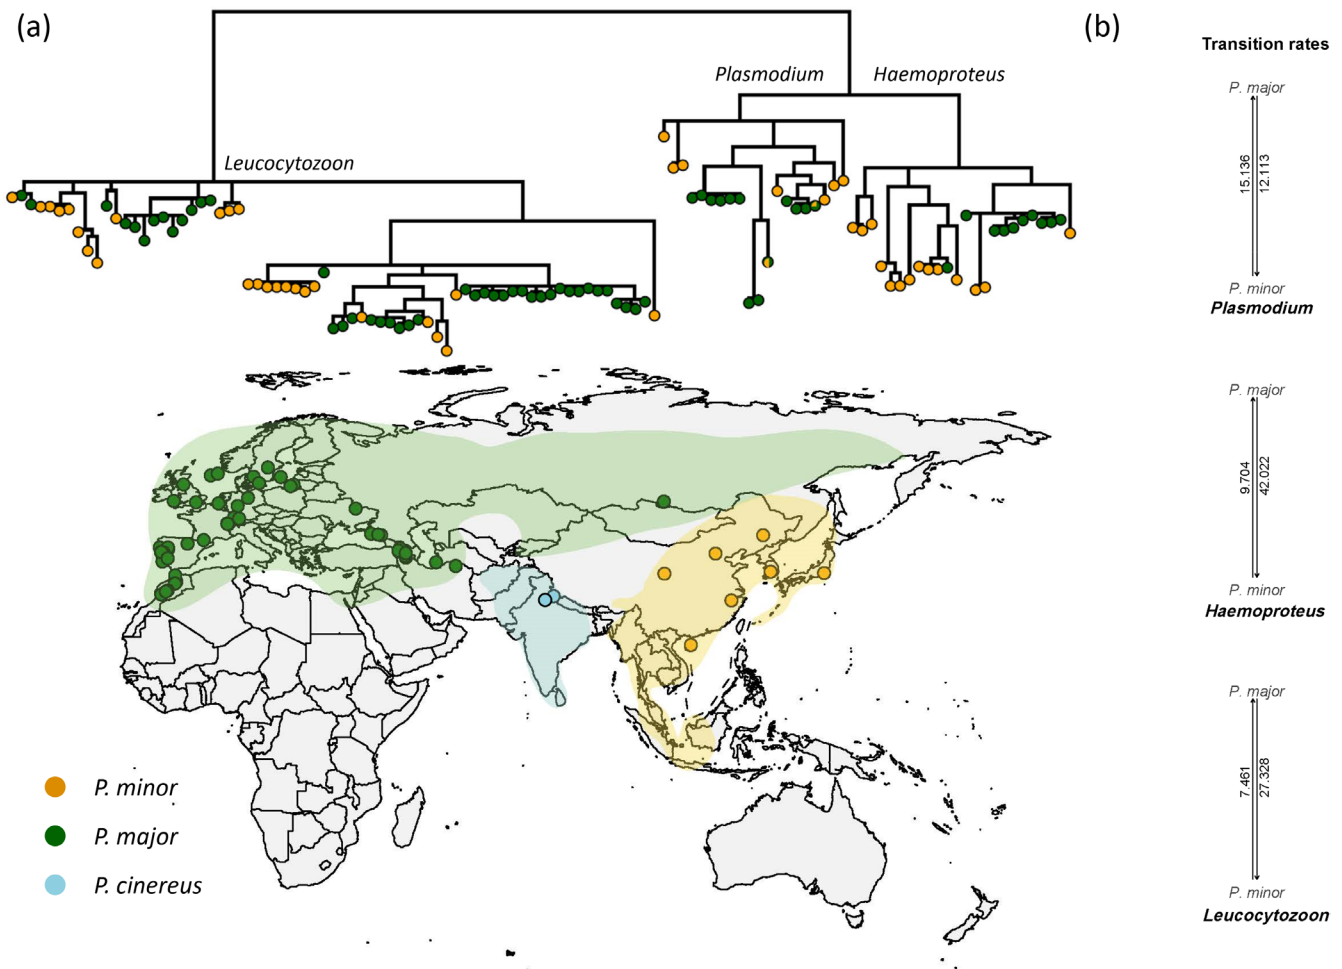 (a)
Plasmodium
Haemoproteus
Leucocytozoon
P. minor
P. major
P. cinereus
(b)
Transition rates
P. major
15.136
12.113
P. minor
Plasmodium
P. major
9.704
42.022
P. minor
Haemoproteus
P. major
7.461
27.328
P. minor
Leucocytozoon